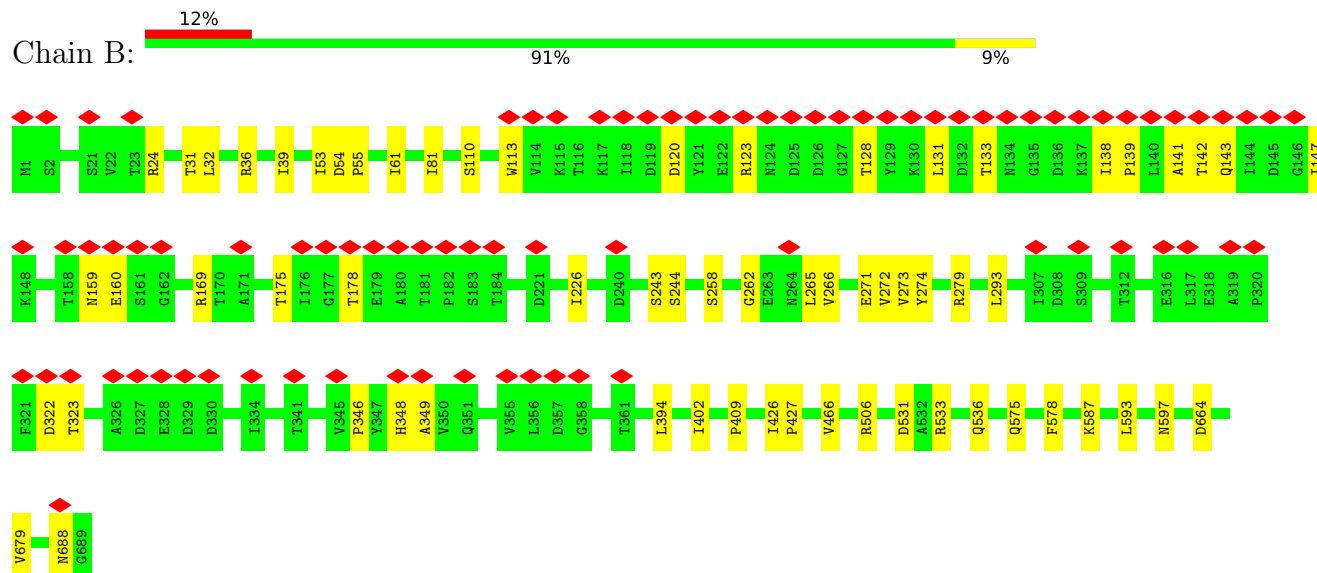 12%
Chain B:
91% 9%
M1 S2 S21 V22 T23 R24 T31 L32 R36 I39 I53 D54 P55 I61 I81 S110 W113 V114 K115 T116 K117 I118 D119 D120 Y121 E122 R123 N124 D125 D126 G127 T128 Y129 K130 L131 D132 T133 N134 G135 D136 K137 I138 P139 L140 A141 T142 Q143 I144 D145 G146 I147
K148 T158 N159 E160 S161 G162 R169 T170 A171 T175 I176 G177 T178 E179 A180 T181 P182 S183 T184 D221 I226 D240 S243 S244 S258 G262 E263 N264 L265 V266 E271 V272 V273 Y274 R279 L293 I307 D308 S309 T312 E316 L317 E318 A319 P320
F321 D322 T323 A326 D327 E328 D329 D330 I334 T341 V345 P346 Y347 H348 A349 V350 Q351 V355 L356 D357 G358 T361 L394 I402 P409 I426 P427 V466 R506 D531 A532 R533 Q536 Q575 F578 K587 L593 N597 D664
V679 N688 G689